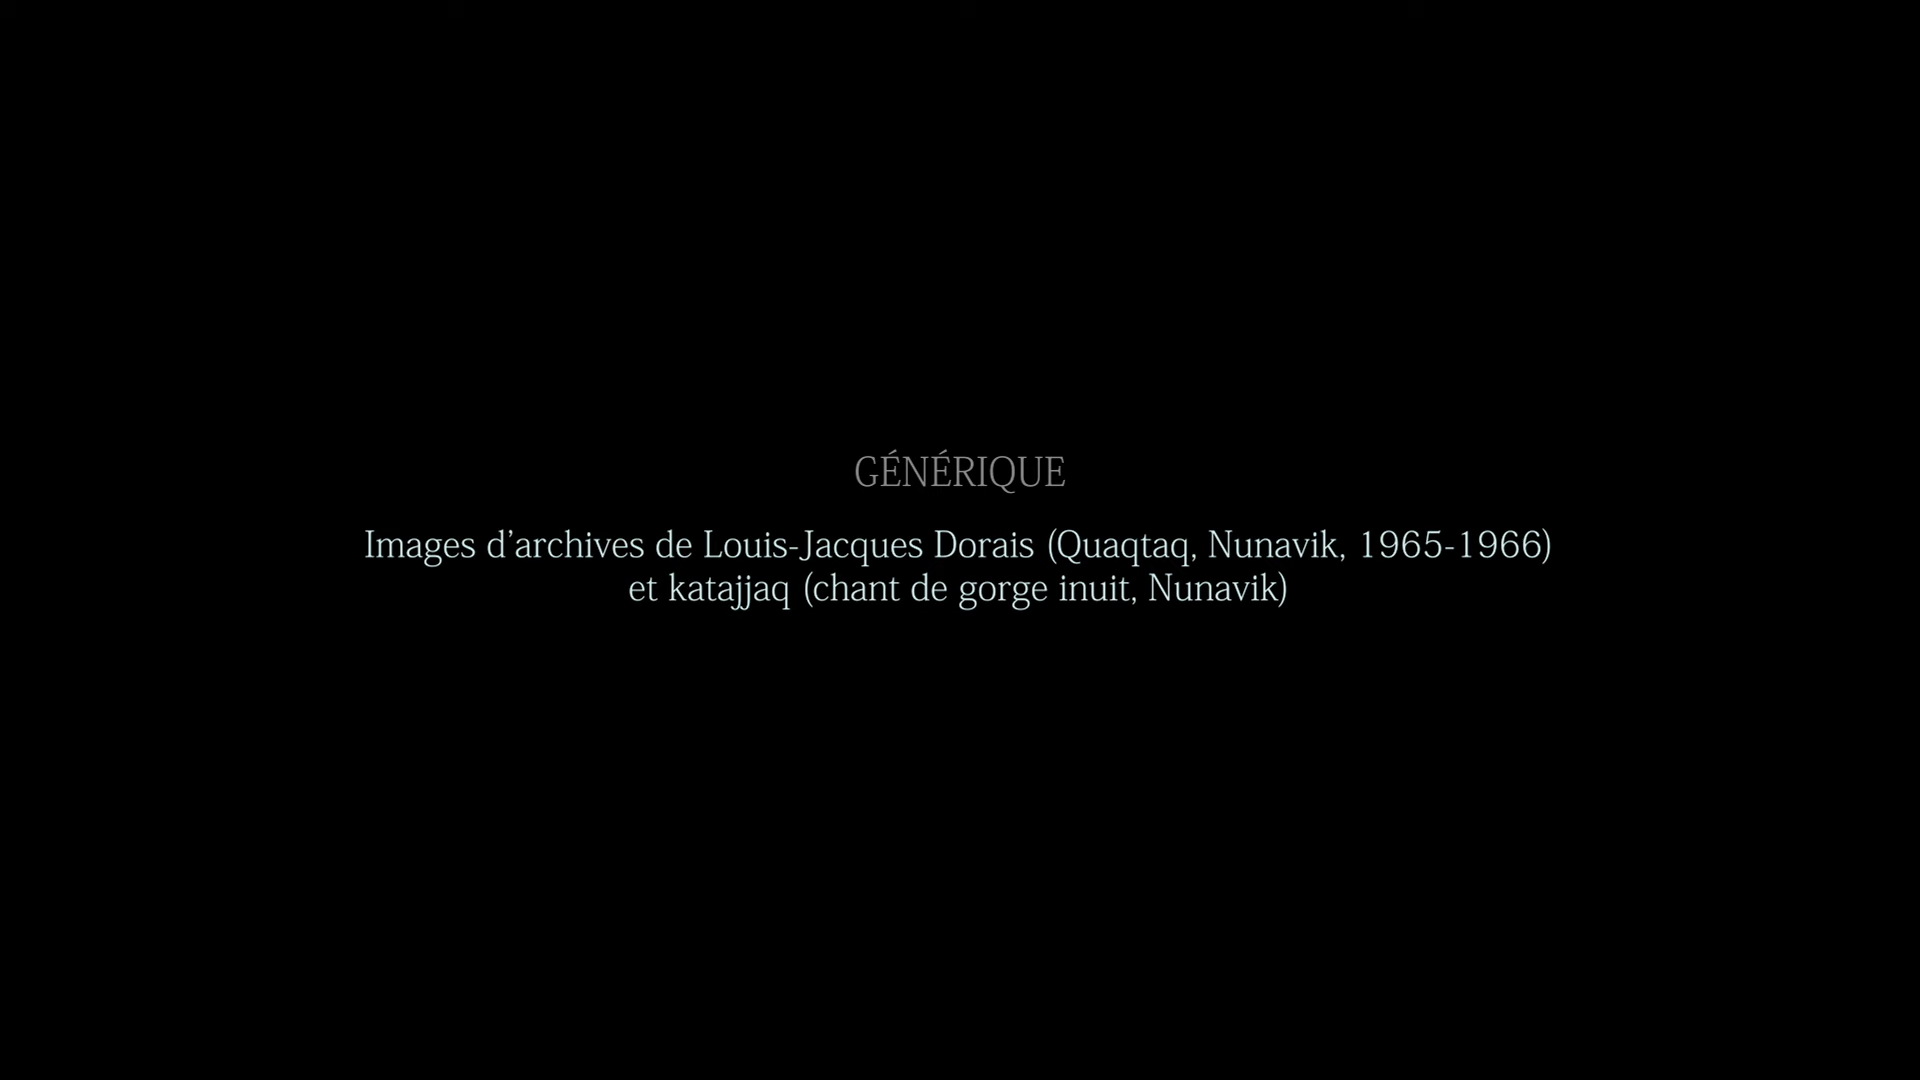 GÉNÉRIQUE
Images d’archives de Louis-Jacques Dorais (Quaqtaq, Nunavik, 1965-1966)
et katajjaq (chant de gorge inuit, Nunavik)